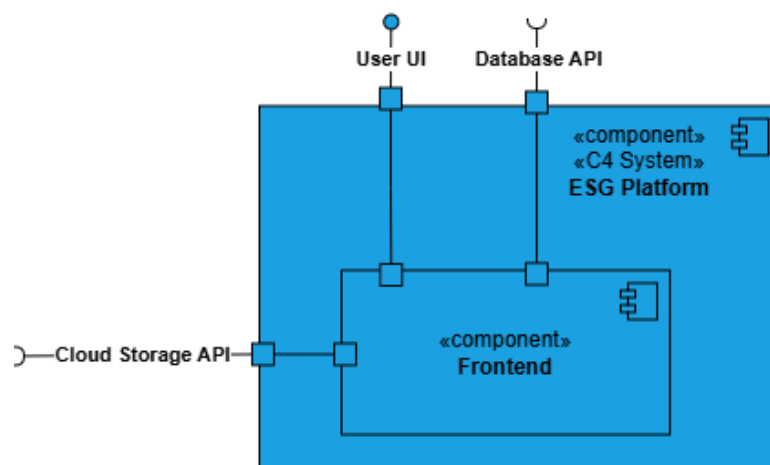 User UI
Database API
«component»
«C4 System»
ESG Platform
Cloud Storage API
«component»
Frontend